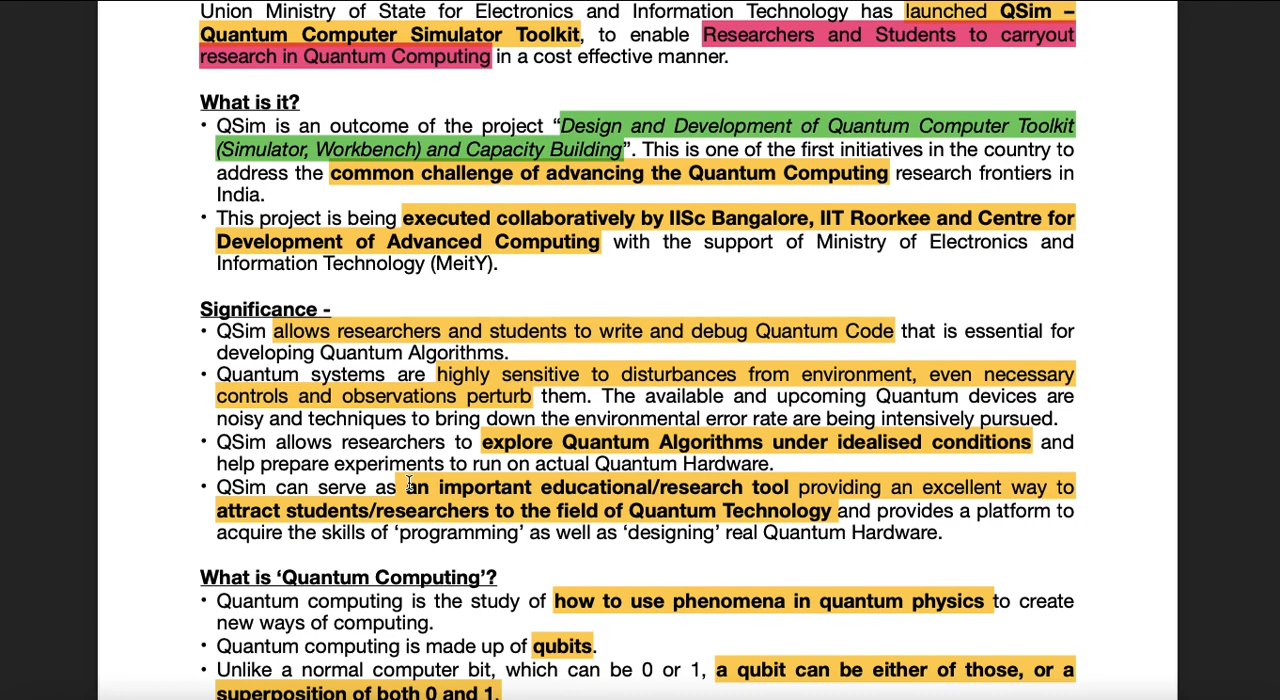 Union Ministry of State for Electronics and Information Technology has launched QSim –
Quantum Computer Simulator Toolkit, to enable Researchers and Students to carryout
research in Quantum Computing in a cost effective manner.
What is it?
• QSim is an outcome of the project “Design and Development of Quantum Computer Toolkit
(Simulator, Workbench) and Capacity Building”. This is one of the first initiatives in the country to
address the common challenge of advancing the Quantum Computing research frontiers in
India.
• This project is being executed collaboratively by IISc Bangalore, IIT Roorkee and Centre for
Development of Advanced Computing with the support of Ministry of Electronics and
Information Technology (MeitY).
Significance -
• QSim allows researchers and students to write and debug Quantum Code that is essential for
developing Quantum Algorithms.
• Quantum systems are highly sensitive to disturbances from environment, even necessary
controls and observations perturb them. The available and upcoming Quantum devices are
noisy and techniques to bring down the environmental error rate are being intensively pursued.
• QSim allows researchers to explore Quantum Algorithms under idealised conditions and
help prepare experiments to run on actual Quantum Hardware.
• QSim can serve as an important educational/research tool providing an excellent way to
attract students/researchers to the field of Quantum Technology and provides a platform to
acquire the skills of ‘programming’ as well as ‘designing’ real Quantum Hardware.
What is ‘Quantum Computing’?
• Quantum computing is the study of how to use phenomena in quantum physics to create
new ways of computing.
• Quantum computing is made up of qubits.
• Unlike a normal computer bit, which can be 0 or 1, a qubit can be either of those, or a
superposition of both 0 and 1.